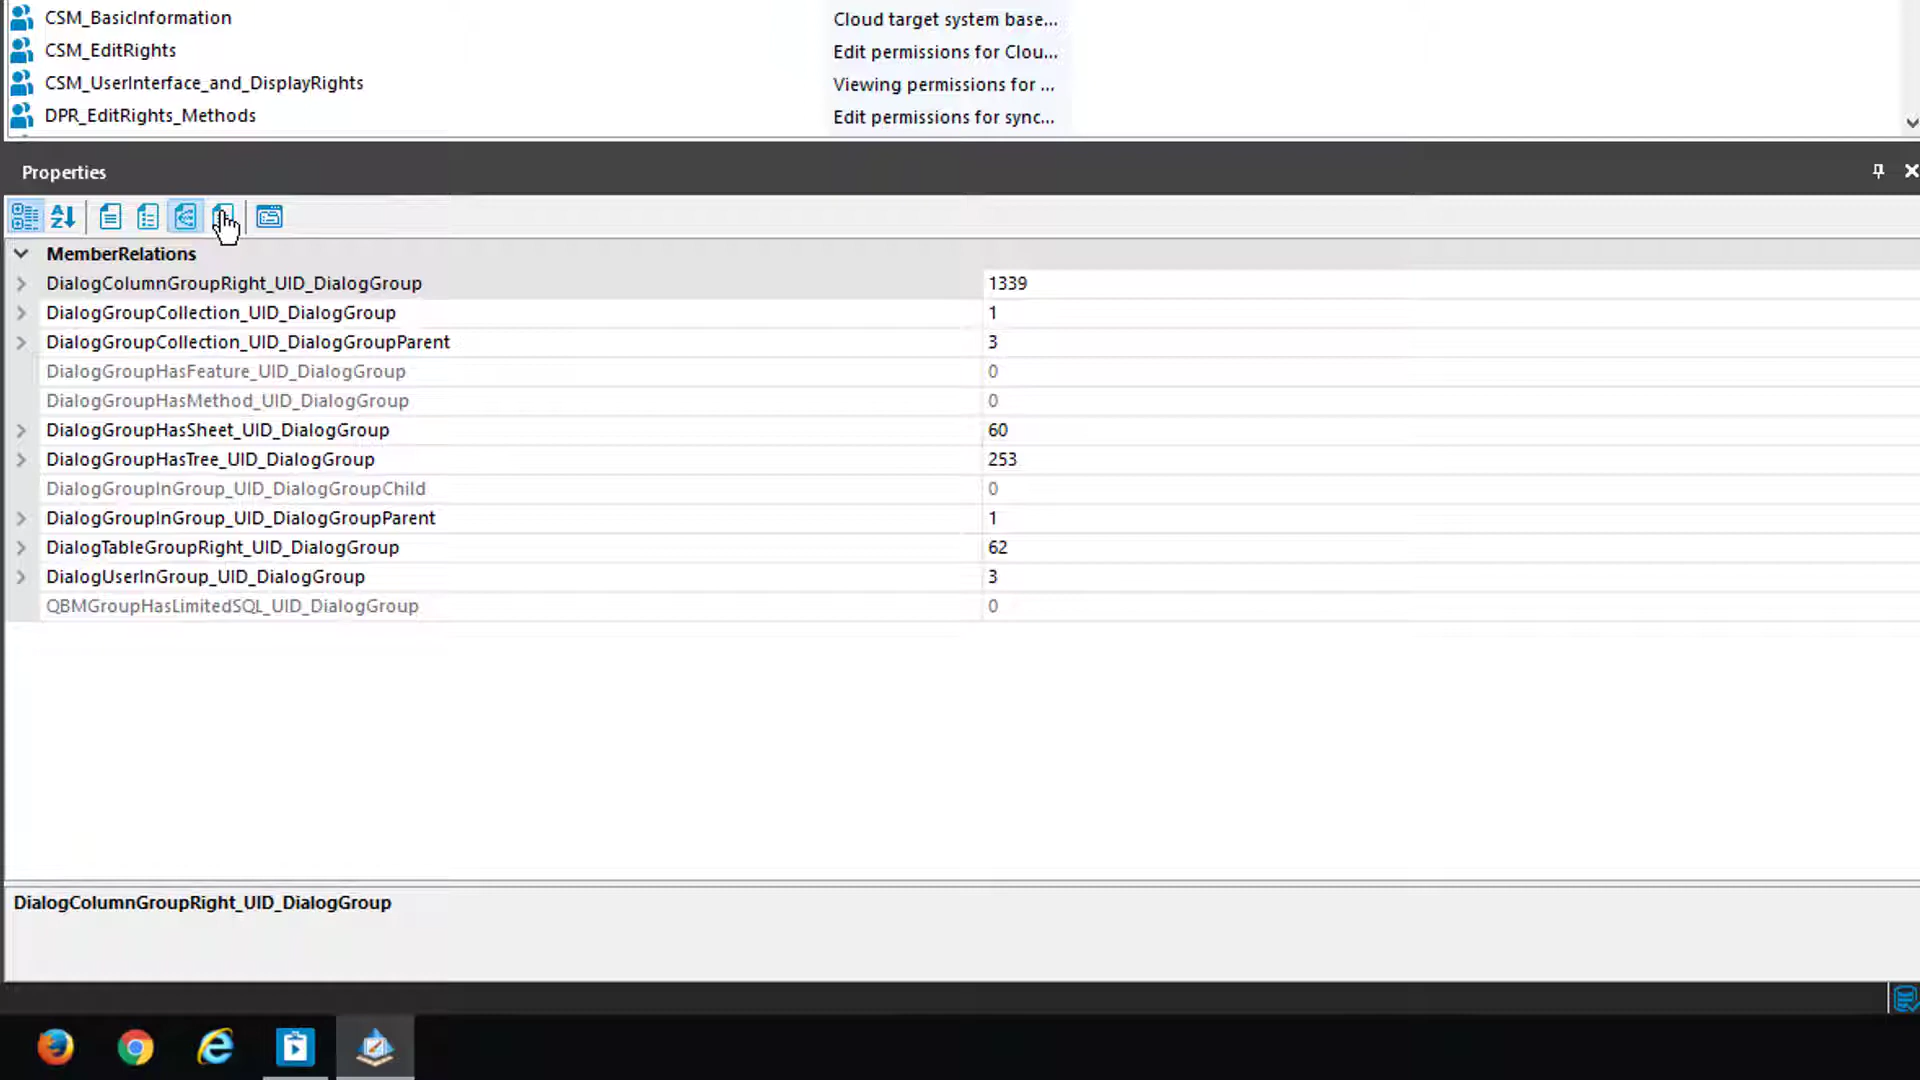 CSM_BasicInformation Cloud target system base...
CSM_EditRights Edit permissions for Clou...
CSM_UserInterface_and_DisplayRights Viewing permissions for ...
DPR_EditRights_Methods Edit permissions for sync...
Properties
MemberRelations
DialogColumnGroupRight_UID_DialogGroup 1339
DialogGroupCollection_UID_DialogGroup 1
DialogGroupCollection_UID_DialogGroupParent 3
DialogGroupHasFeature_UID_DialogGroup 0
DialogGroupHasMethod_UID_DialogGroup 0
DialogGroupHasSheet_UID_DialogGroup 60
DialogGroupHasTree_UID_DialogGroup 253
DialogGroupInGroup_UID_DialogGroupChild 0
DialogGroupInGroup_UID_DialogGroupParent 1
DialogTableGroupRight_UID_DialogGroup 62
DialogUserInGroup_UID_DialogGroup 3
QBMGroupHasLimitedSQL_UID_DialogGroup 0
DialogColumnGroupRight_UID_DialogGroup